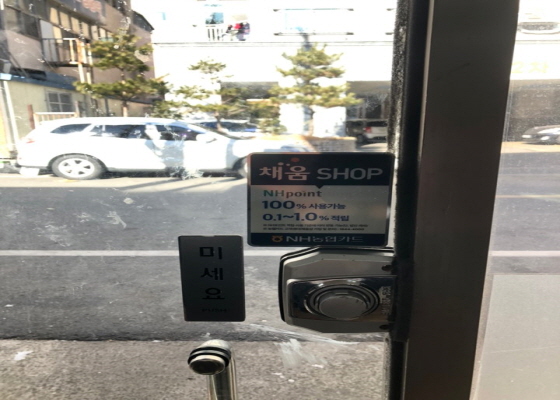 채움 SHOP
NHpoint
100% 사용가능
0.1~1.0% 적립
NH농협카드
미세요